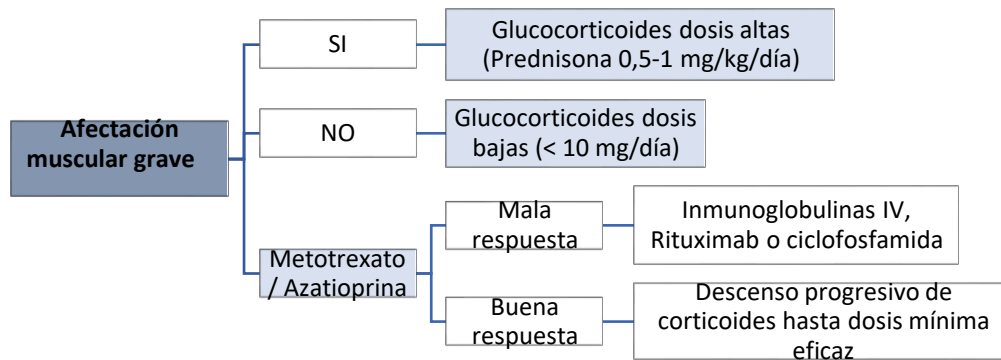 Afectación
muscular grave
SI
Glucocorticoides dosis altas
(Prednisona 0,5-1 mg/kg/día)
NO
Glucocorticoides dosis
bajas (< 10 mg/día)
Metotrexato
/ Azatioprina
Mala
respuesta
Inmunoglobulinas IV,
Rituximab o ciclofosfamida
Buena
respuesta
Descenso progresivo de
corticoides hasta dosis mínima
eficaz